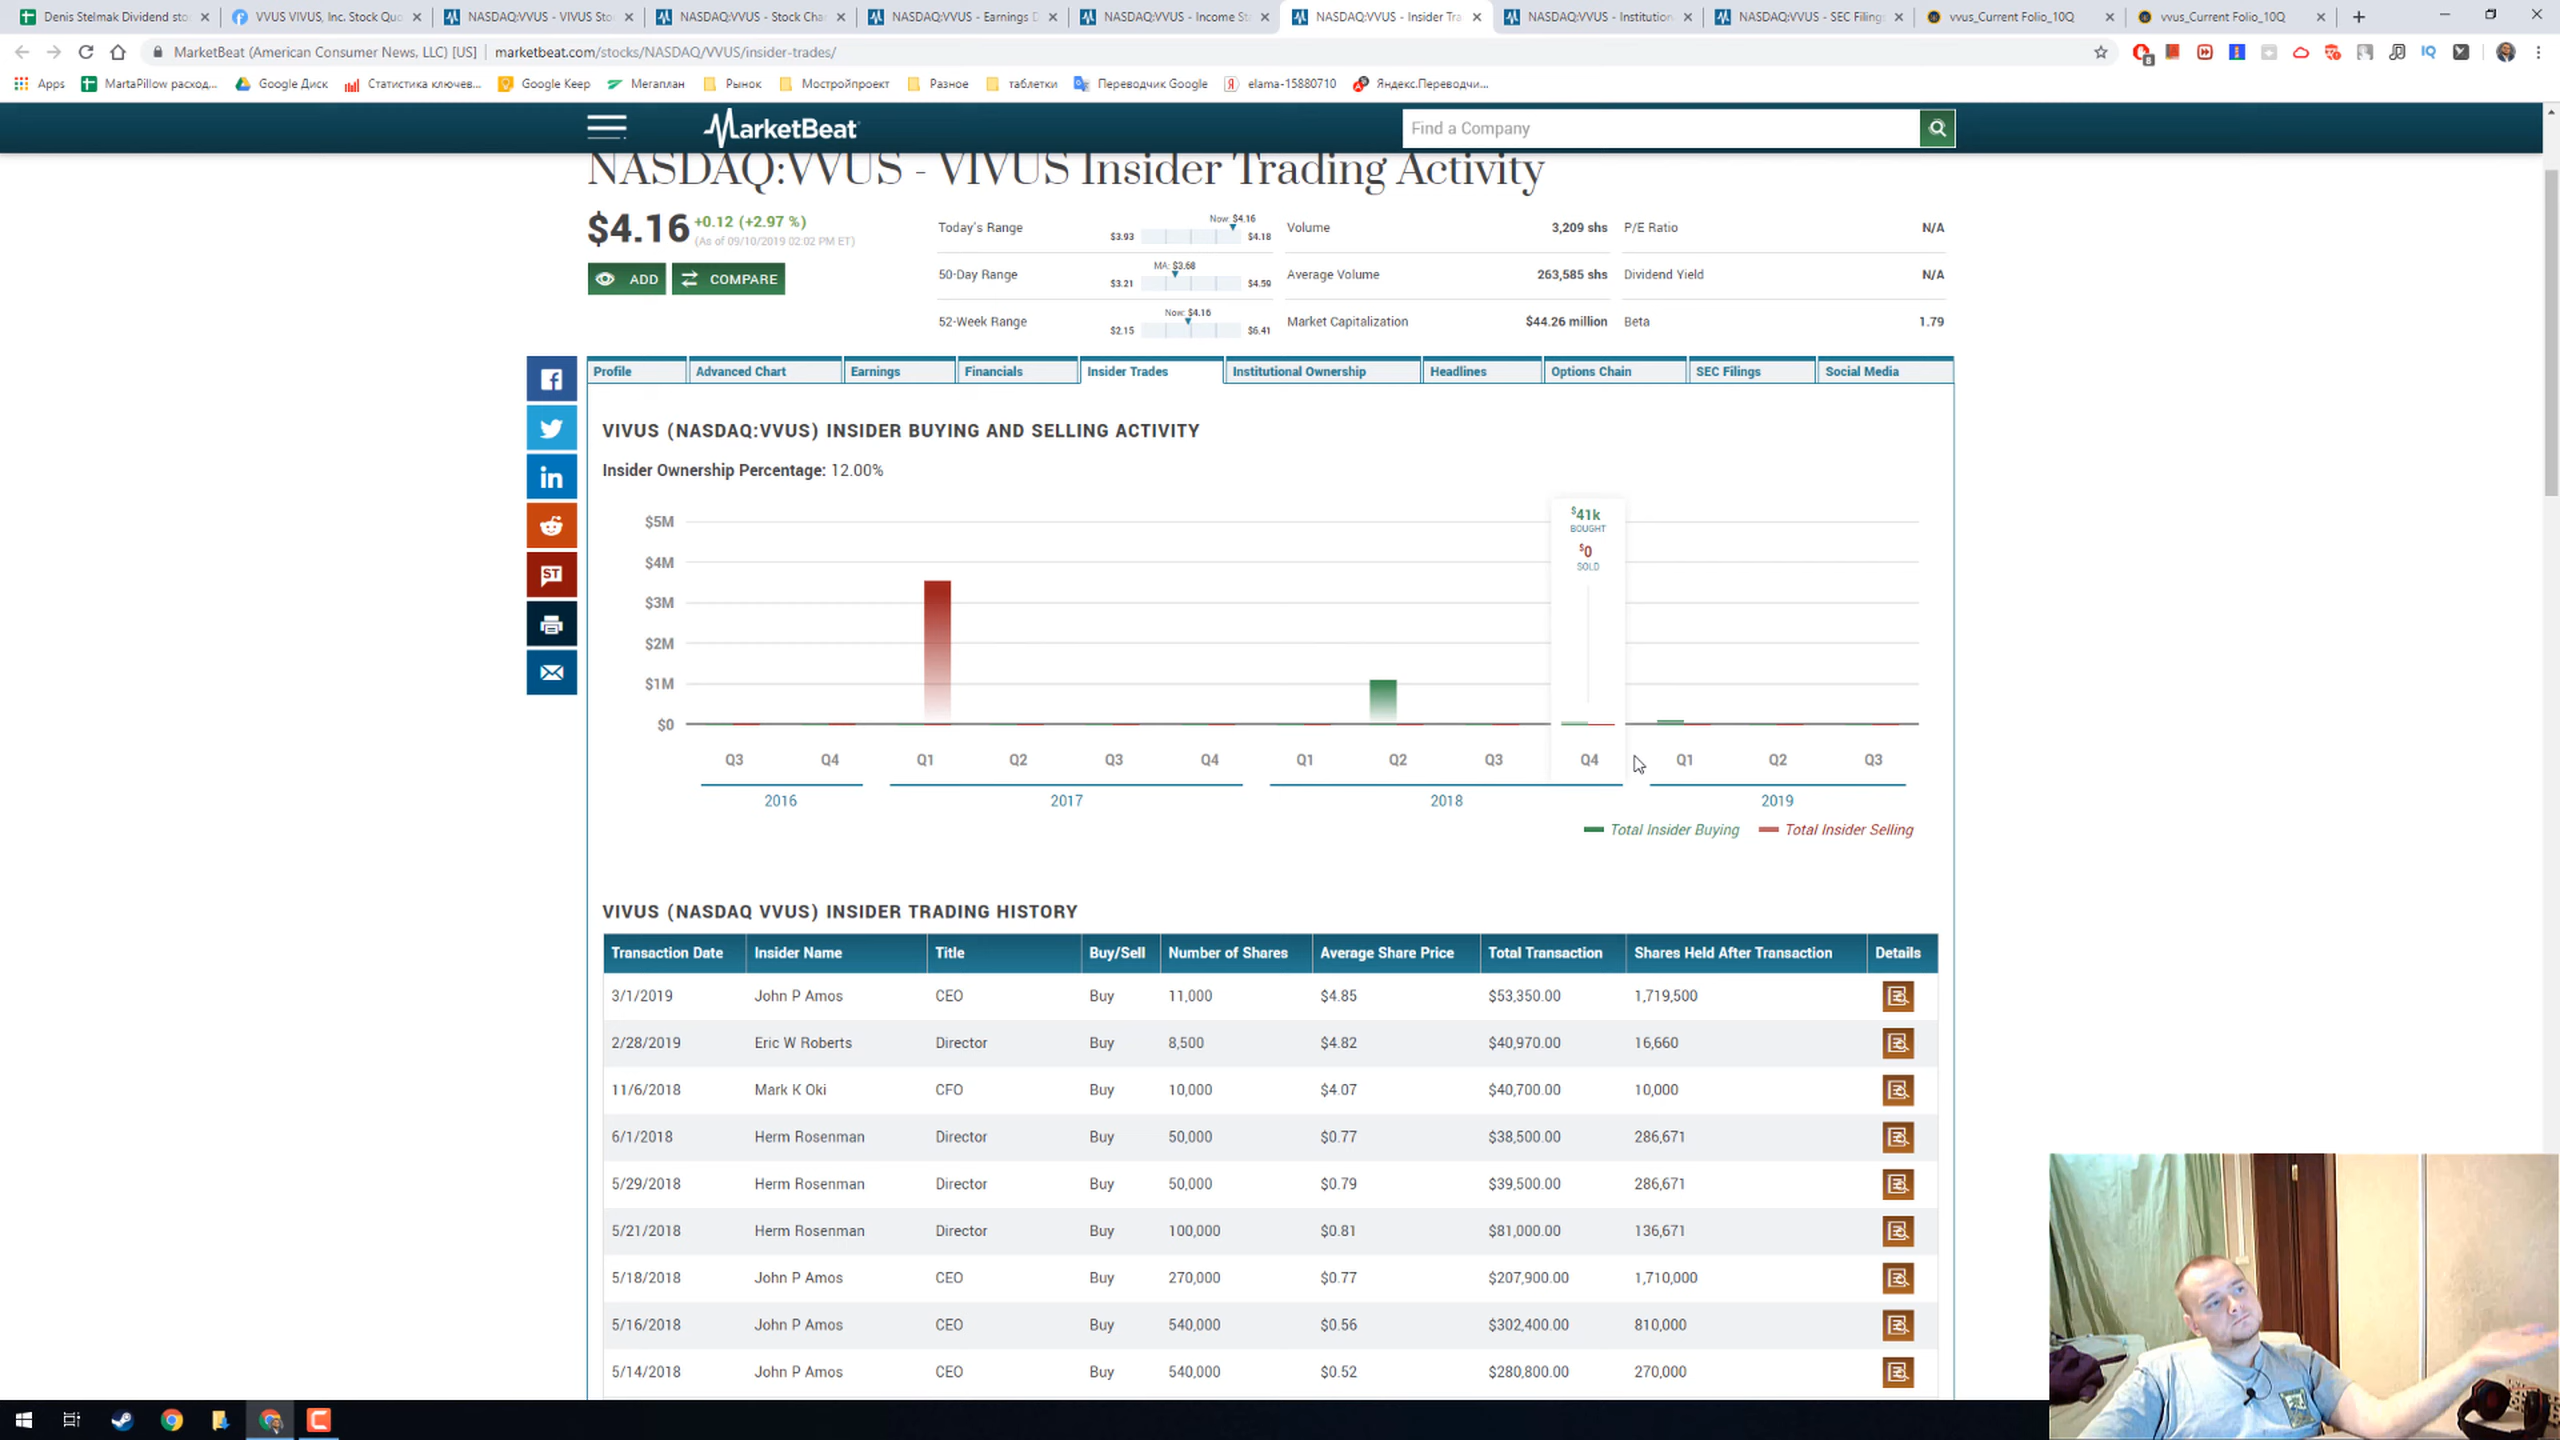 Denis Stelmak Dividend sto
VVUS VIVUS, Inc. Stock Quo
NASDAQ:VVUS - VIVUS Sto
NASDAQ:VVUS - Stock Cha
NASDAQ:VVUS - Earnings D
NASDAQ:VVUS - Income St
NASDAQ:VVUS - Insider Tra
NASDAQ:VVUS - Institution
NASDAQ:VVUS - SEC Filing
vvus_Current Folio_10Q
vvus_Current Folio_10Q
MarketBeat (American Consumer News, LLC) [US] | marketbeat.com/stocks/NASDAQ/VVUS/insider-trades/
Apps MartaPillow расход... Google Диск Статистика ключев... Google Keep Мегаплан Рынок Мостройпроект Разное таблетки Переводчик Google elama-15880710 Яндекс.Переводчи...
MarketBeat
Find a Company
NASDAQ:VVUS - VIVUS Insider Trading Activity
$4.16 +0.12 (+2.97 %)
(As of 09/10/2019 02:02 PM ET)
ADD COMPARE
Today's Range Now: $4.16 $3.93 $4.18
50-Day Range MA: $3.68 $3.21 $4.59
52-Week Range Now: $4.16 $2.15 $6.41
Volume 3,209 shs
Average Volume 263,585 shs
Market Capitalization $44.26 million
P/E Ratio N/A
Dividend Yield N/A
Beta 1.79
Profile Advanced Chart Earnings Financials Insider Trades Institutional Ownership Headlines Options Chain SEC Filings Social Media
VIVUS (NASDAQ:VVUS) INSIDER BUYING AND SELLING ACTIVITY
Insider Ownership Percentage: 12.00%
$5M
$4M
$3M
$2M
$1M
$0
$41k
BOUGHT
$0
SOLD
Q3 Q4 Q1 Q2 Q3 Q4 Q1 Q2 Q3 Q4 Q1 Q2 Q3
2016 2017 2018 2019
Total Insider Buying Total Insider Selling
VIVUS (NASDAQ VVUS) INSIDER TRADING HISTORY
Transaction Date Insider Name Title Buy/Sell Number of Shares Average Share Price Total Transaction Shares Held After Transaction Details
3/1/2019 John P Amos CEO Buy 11,000 $4.85 $53,350.00 1,719,500
2/28/2019 Eric W Roberts Director Buy 8,500 $4.82 $40,970.00 16,660
11/6/2018 Mark K Oki CFO Buy 10,000 $4.07 $40,700.00 10,000
6/1/2018 Herm Rosenman Director Buy 50,000 $0.77 $38,500.00 286,671
5/29/2018 Herm Rosenman Director Buy 50,000 $0.79 $39,500.00 286,671
5/21/2018 Herm Rosenman Director Buy 100,000 $0.81 $81,000.00 136,671
5/18/2018 John P Amos CEO Buy 270,000 $0.77 $207,900.00 1,710,000
5/16/2018 John P Amos CEO Buy 540,000 $0.56 $302,400.00 810,000
5/14/2018 John P Amos CEO Buy 540,000 $0.52 $280,800.00 270,000